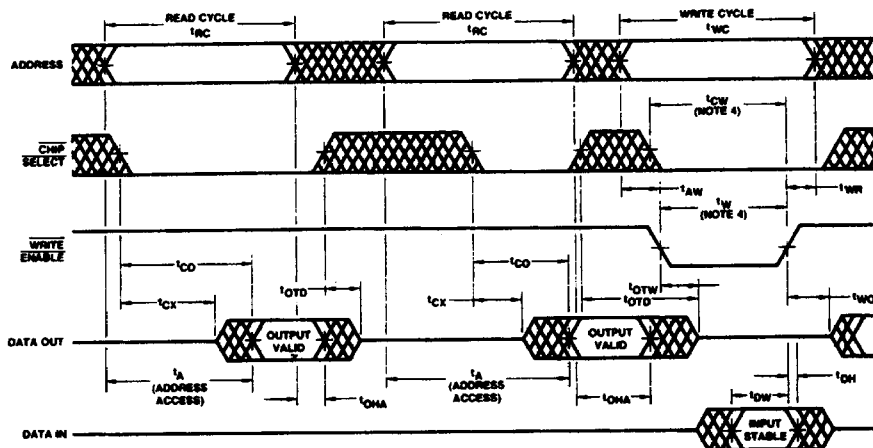 READ CYCLE
tRC
READ CYCLE
tRC
WRITE CYCLE
tWC
ADDRESS
tCW
(NOTE 4)
CHIP
SELECT
tAW
tWR
tW
(NOTE 4)
WRITE
ENABLE
tCO
tCO
tOTD
tOTW
tCX
tCX
tOTD
tWO
DATA OUT
OUTPUT
VALID
OUTPUT
VALID
tA
(ADDRESS
ACCESS)
tOHA
tA
(ADDRESS
ACCESS)
tOHA
tDH
tDW
DATA IN
INPUT
STABLE